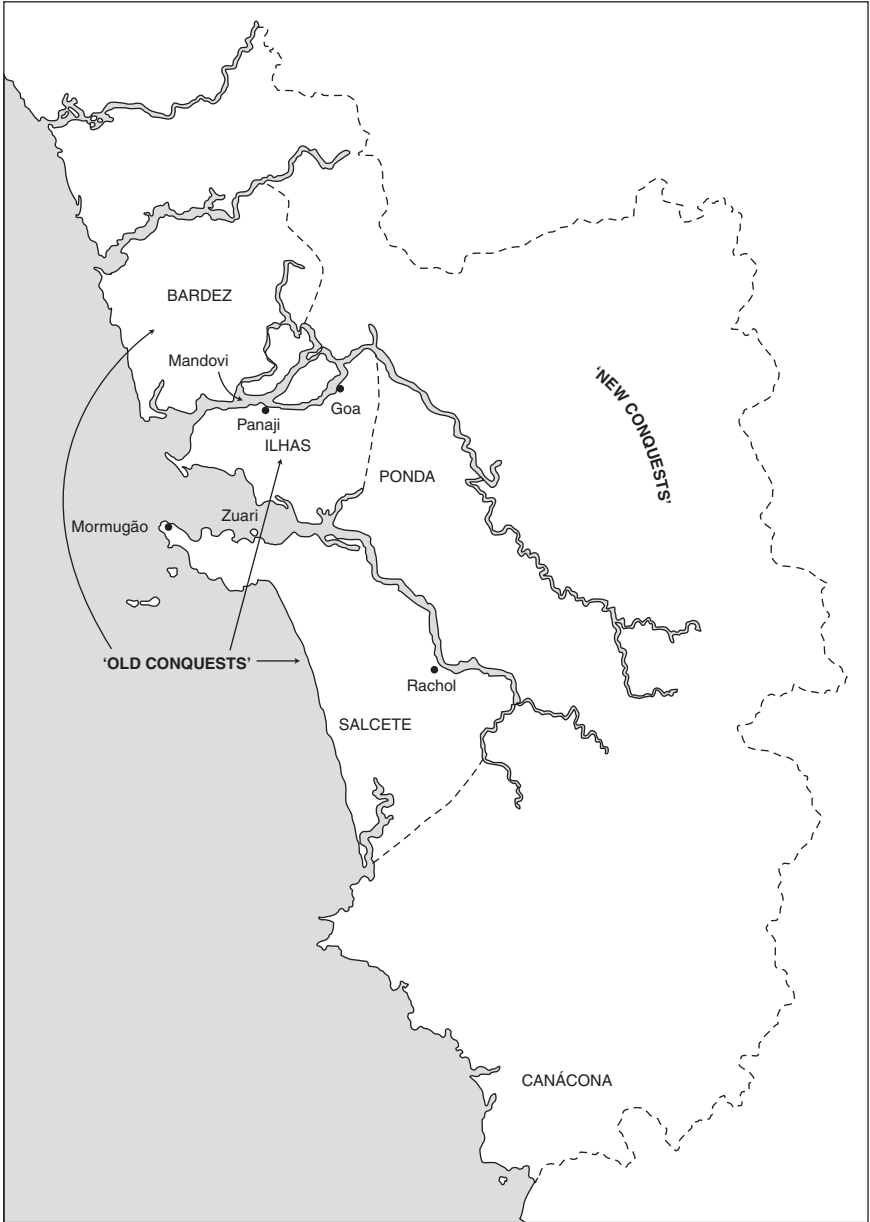 BARDEZ
Mandovi
'NEW CONQUESTS'
Goa
Panaji
ILHAS
PONDA
Zuari
Mormugão
'OLD CONQUESTS'
Rachol
SALCETE
CANÁCONA